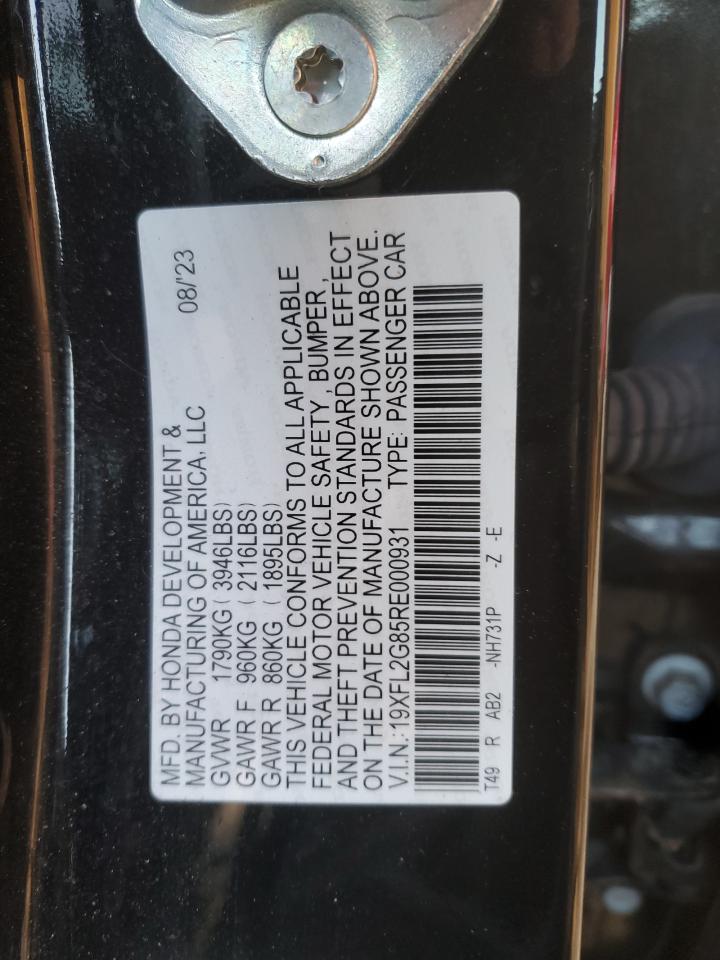 MFD. BY HONDA DEVELOPMENT &
MANUFACTURING OF AMERICA, LLC 08/'23
GVWR 1790KG ( 3946LBS)
GAWR F 960KG ( 2116LBS)
GAWR R 860KG ( 1895LBS)
THIS VEHICLE CONFORMS TO ALL APPLICABLE
FEDERAL MOTOR VEHICLE SAFETY , BUMPER ,
AND THEFT PREVENTION STANDARDS IN EFFECT
ON THE DATE OF MANUFACTURE SHOWN ABOVE.
V.I.N.:19XFL2G85RE000931 TYPE: PASSENGER CAR
T49 R AB2 -NH731P -Z -E